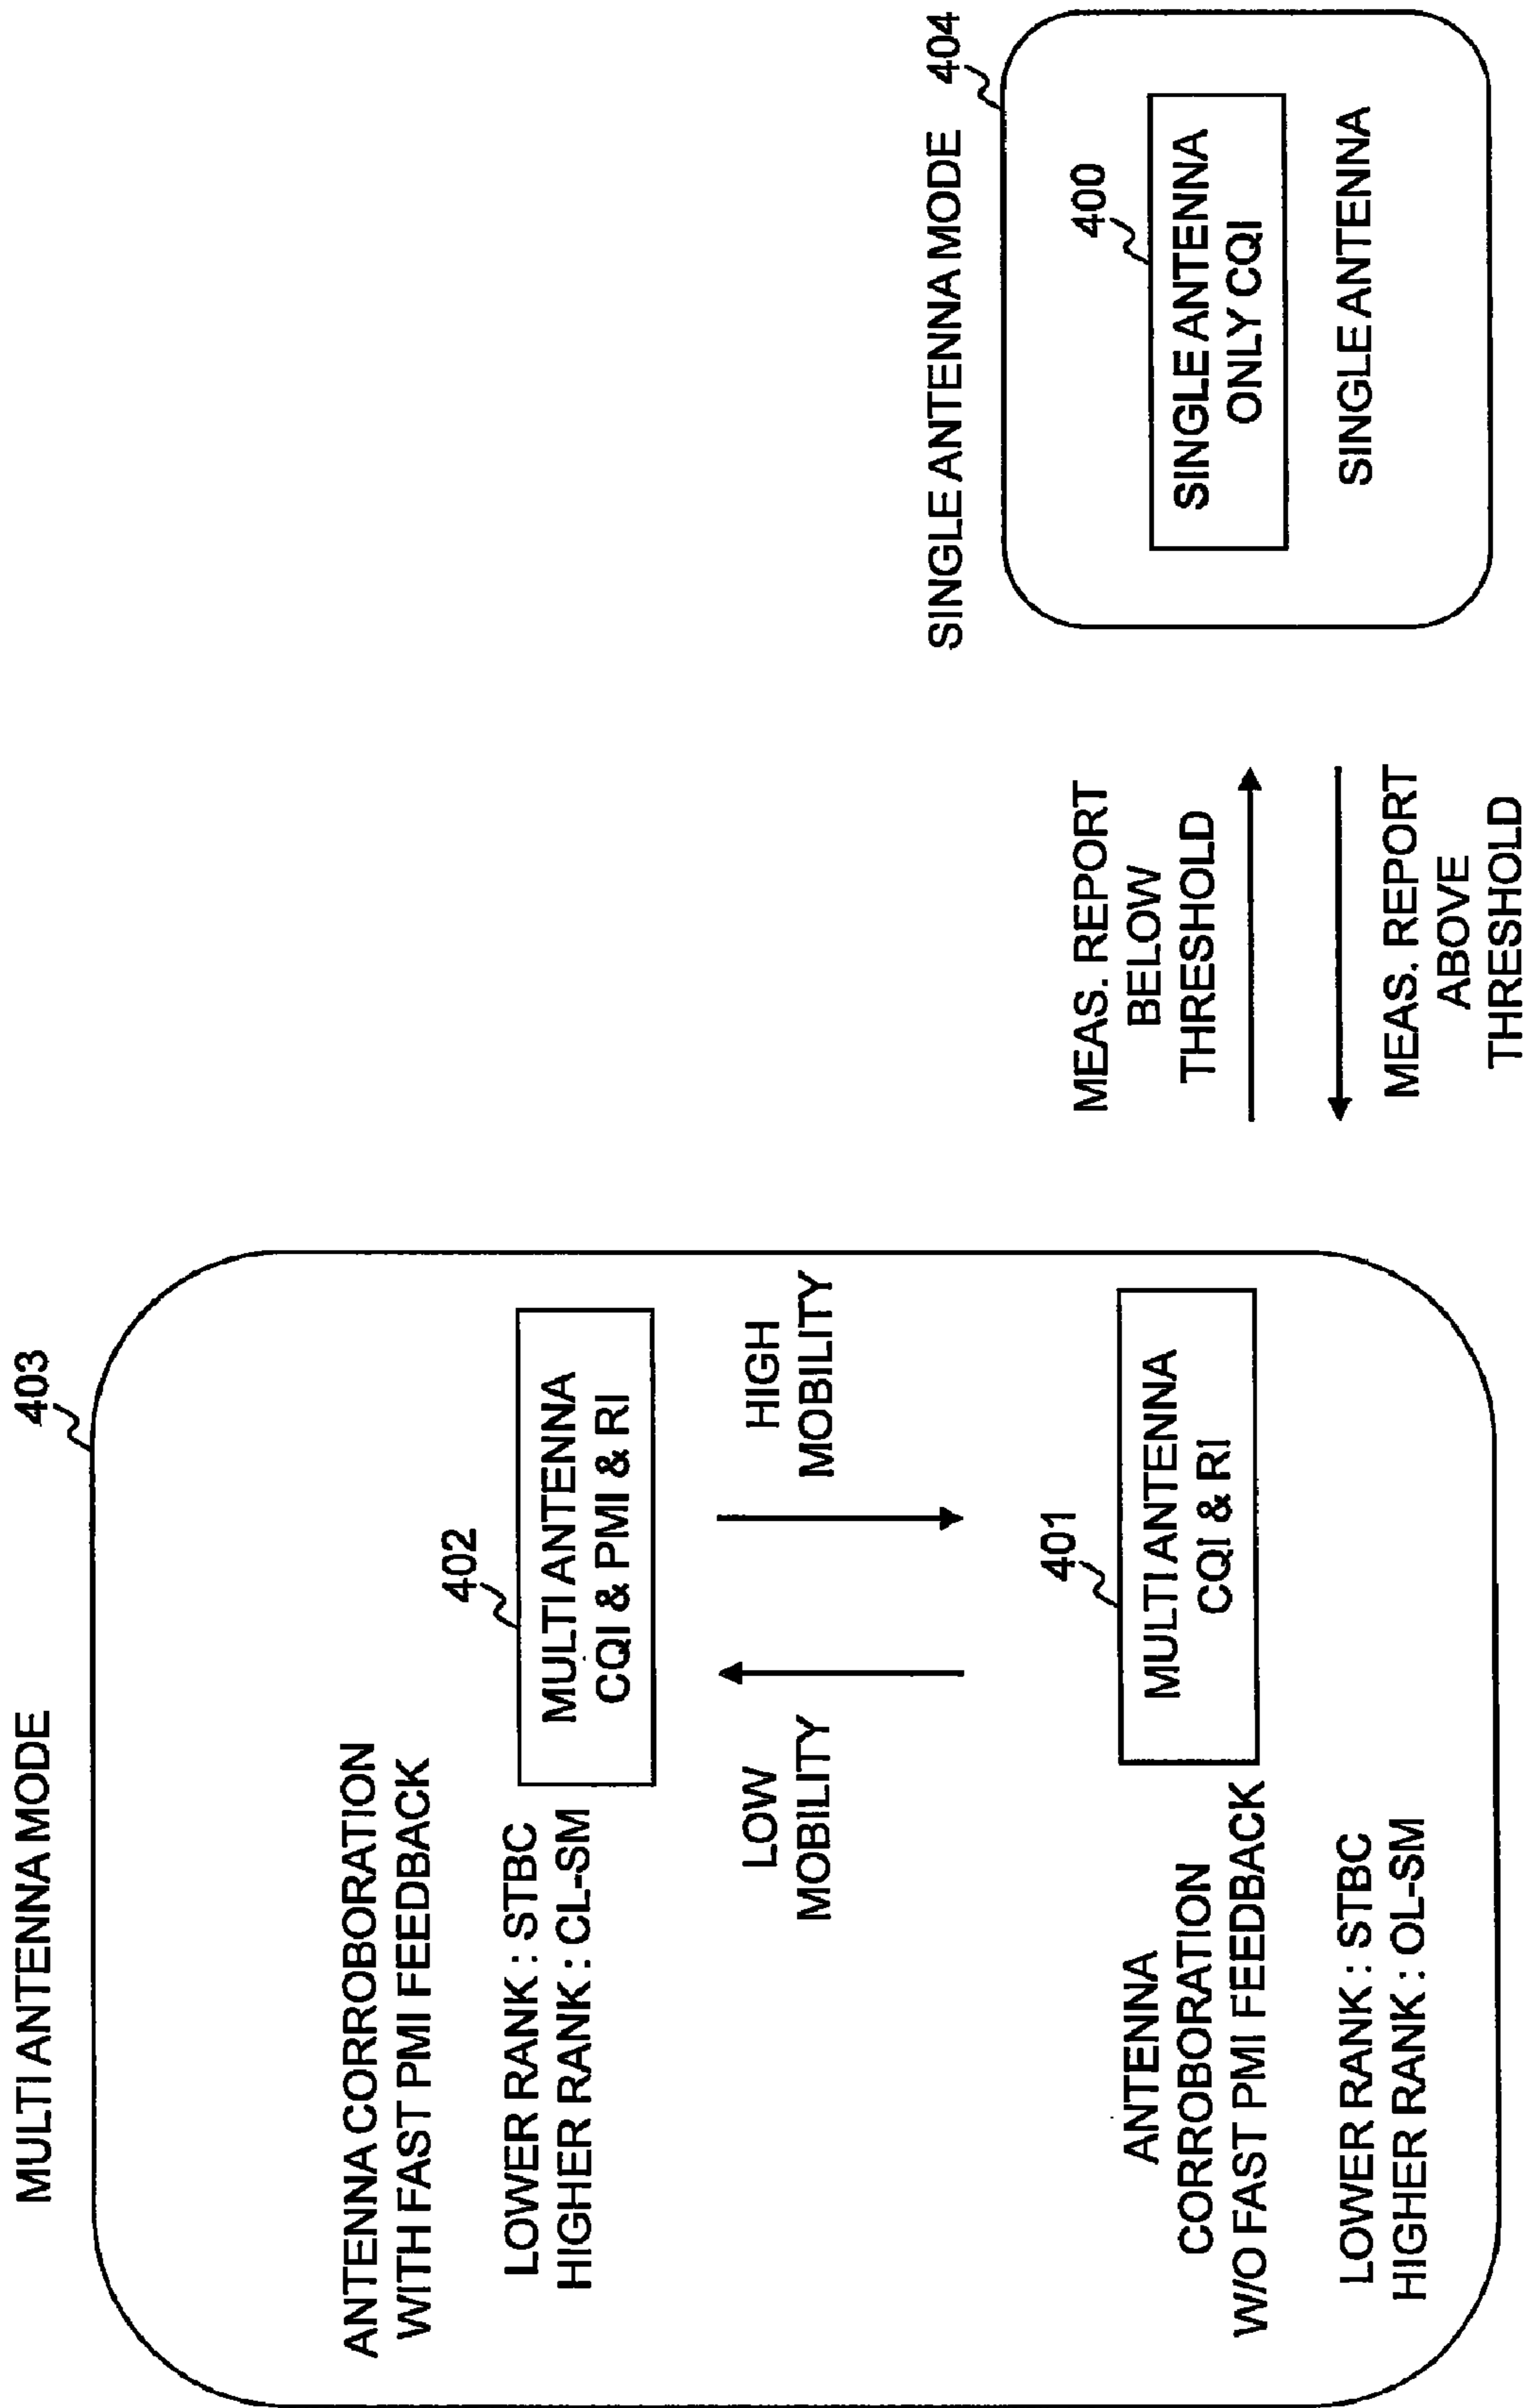 MULTI ANTENNA MODE
403
ANTENNA CORROBORATION
WITH FAST PMI FEEDBACK
402
LOWER RANK : STBC
HIGHER RANK : CL-SM
MULTI ANTENNA
CQI & PMI & RI
LOW
MOBILITY
HIGH
MOBILITY
ANTENNA
CORROBORATION
W/O FAST PMI FEEDBACK
401
MULTI ANTENNA
CQI & RI
LOWER RANK : STBC
HIGHER RANK : OL-SM
MEAS. REPORT
BELOW
THRESHOLD
MEAS. REPORT
ABOVE
THRESHOLD
SINGLE ANTENNA MODE
404
400
SINGLE ANTENNA
ONLY CQI
SINGLE ANTENNA